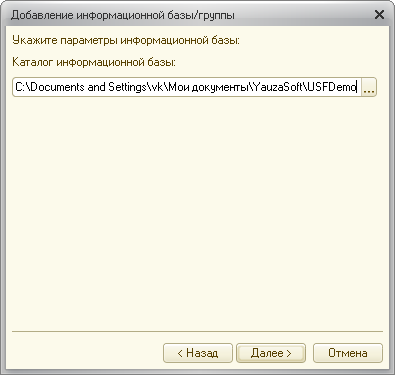 Добавление информационной базы/группы
Укажите параметры информационной базы:
Каталог информационной базы:
C:\Documents and Settings\vk\Мои документы\YauzaSoft\USFDemo ...
< Назад Далее > Отмена